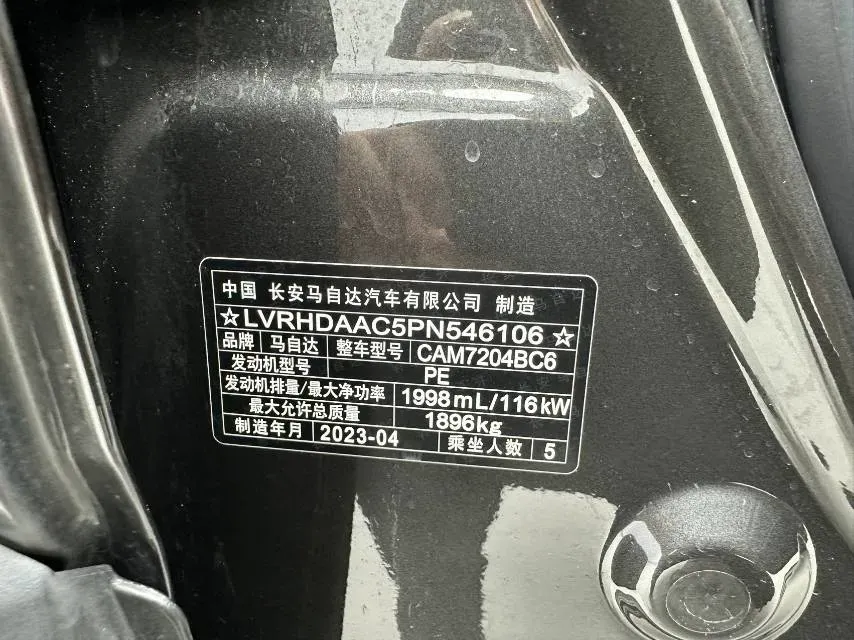 中国 长安马自达汽车有限公司 制造
☆LVRHDAAC5PN546106☆
品牌 马自达 整车型号 CAM7204BC6
发动机型号 PE
发动机排量/最大净功率 1998mL/116kW
最大允许总质量 1896kg
制造年月 2023-04 乘坐人数 5